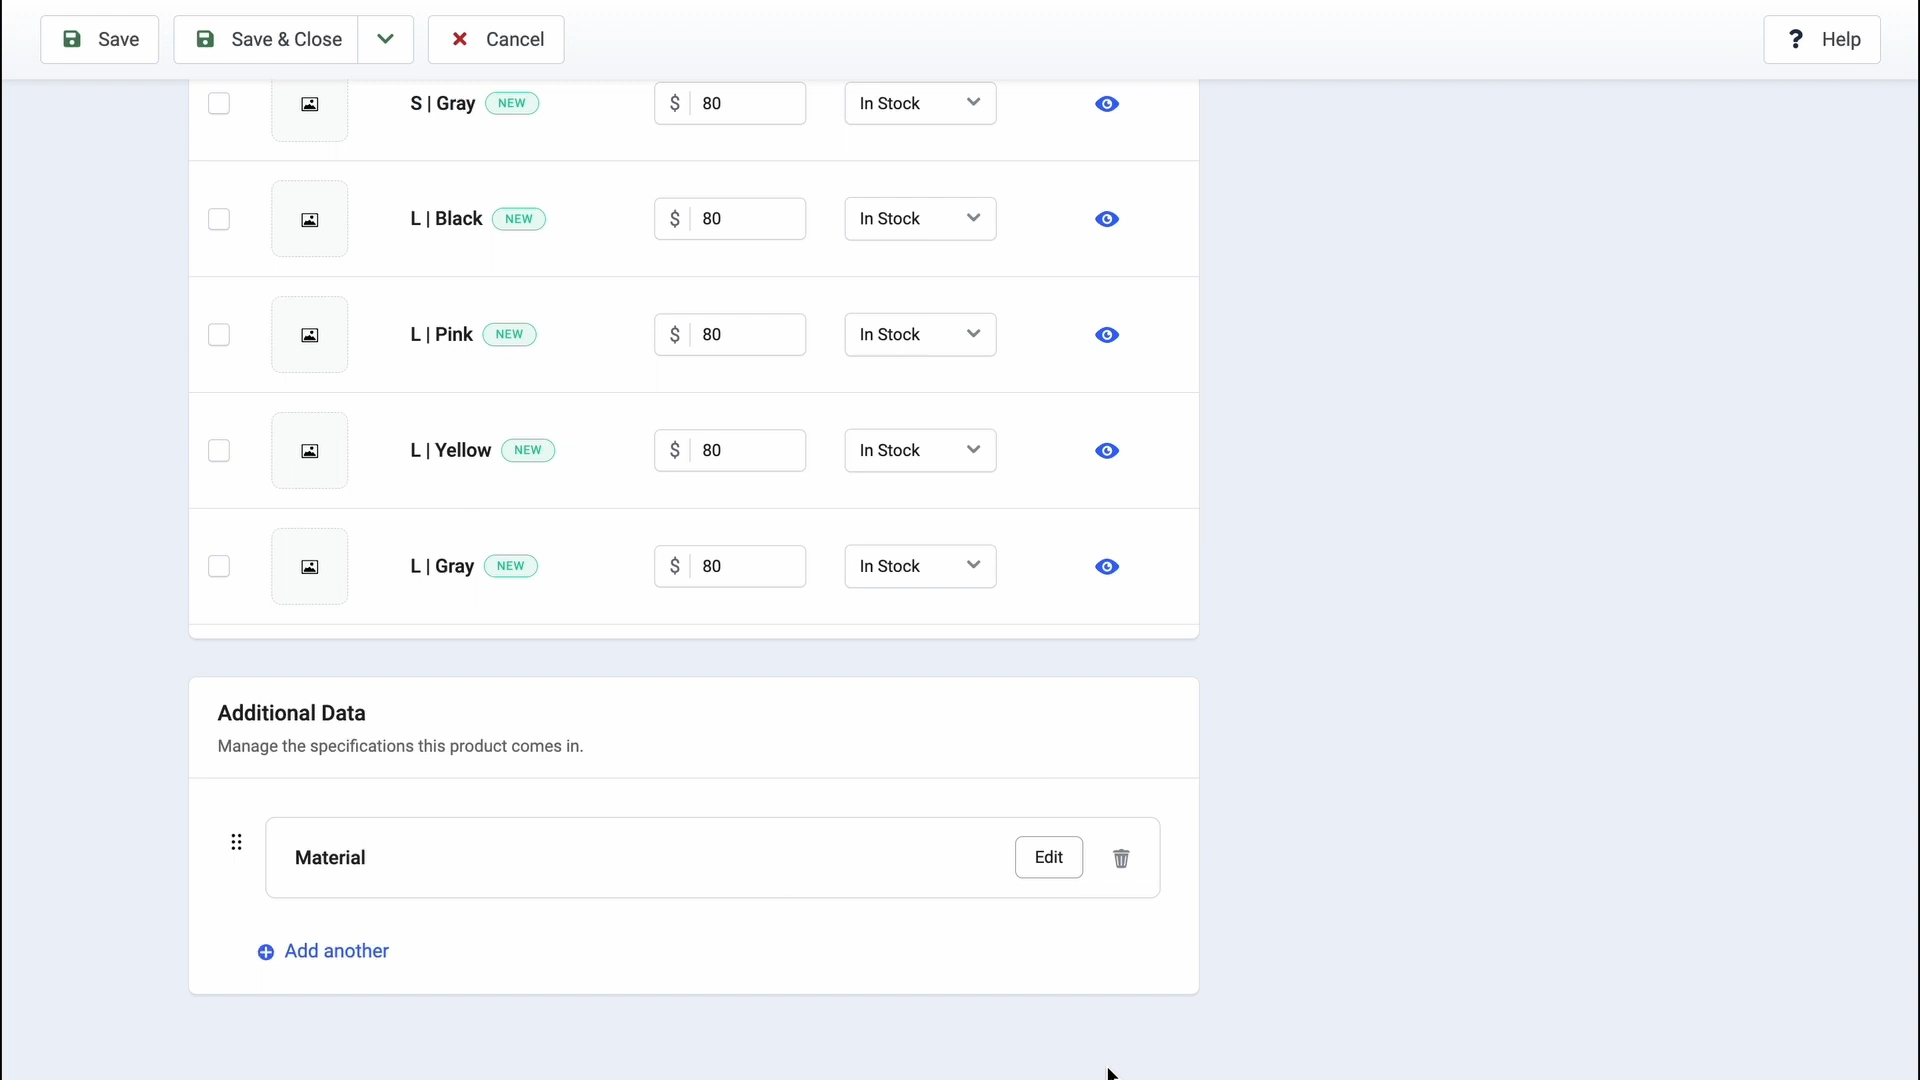 Save
Save & Close
Cancel
? Help
S | Gray NEW $ 80 In Stock
L | Black NEW $ 80 In Stock
L | Pink NEW $ 80 In Stock
L | Yellow NEW $ 80 In Stock
L | Gray NEW $ 80 In Stock
Additional Data
Manage the specifications this product comes in.
Material Edit
Add another